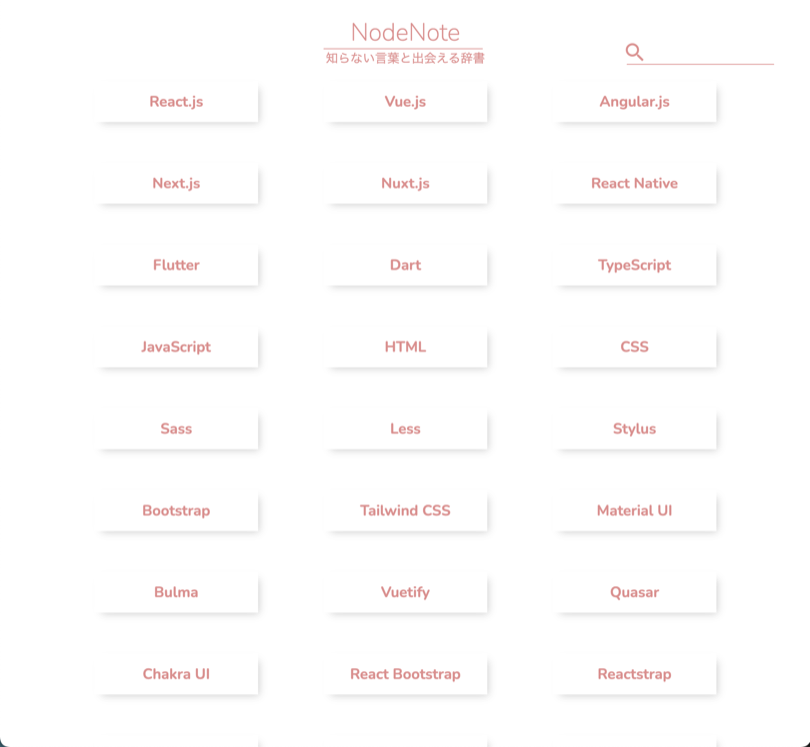 NodeNote
知らない言葉と出会える辞書
React.js
Vue.js
Angular.js
Next.js
Nuxt.js
React Native
Flutter
Dart
TypeScript
JavaScript
HTML
CSS
Sass
Less
Stylus
Bootstrap
Tailwind CSS
Material UI
Bulma
Vuetify
Quasar
Chakra UI
React Bootstrap
Reactstrap